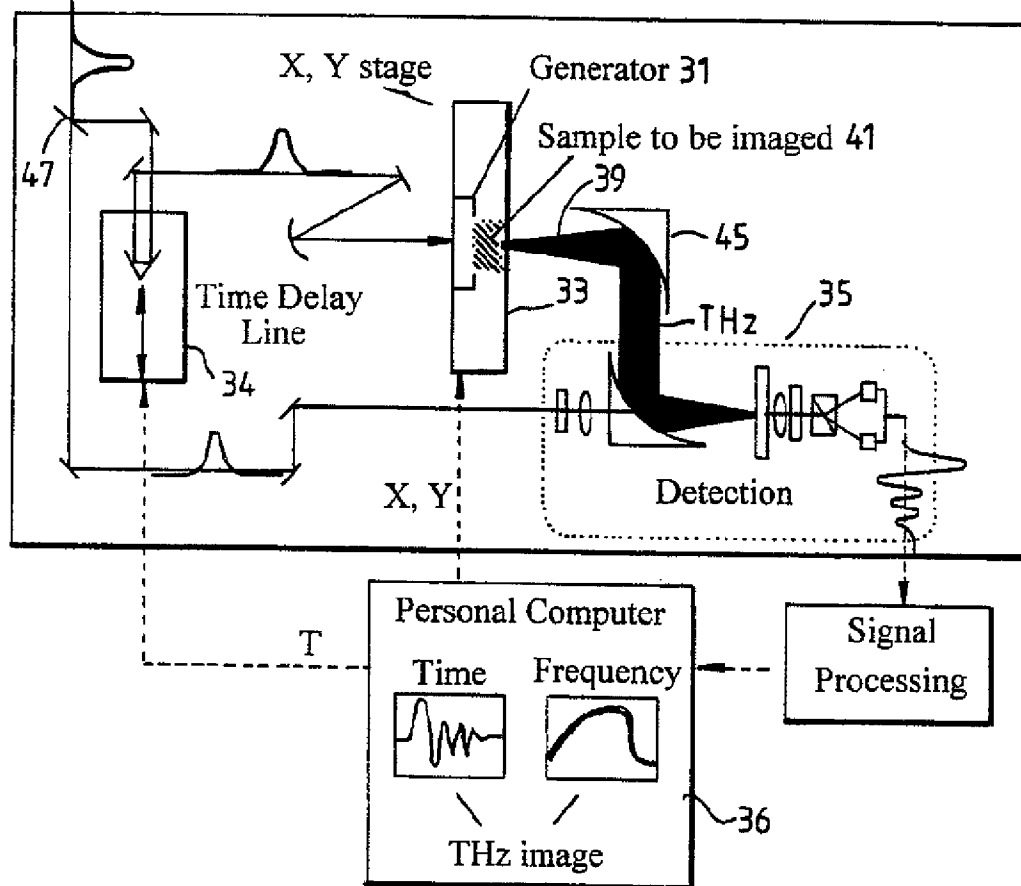 X, Y stage
Generator 31
Sample to be imaged 41
47
39
45
Time Delay
Line
33
THz
35
34
X, Y
Detection
T
Personal Computer
Time
Frequency
Signal
Processing
36
THz image